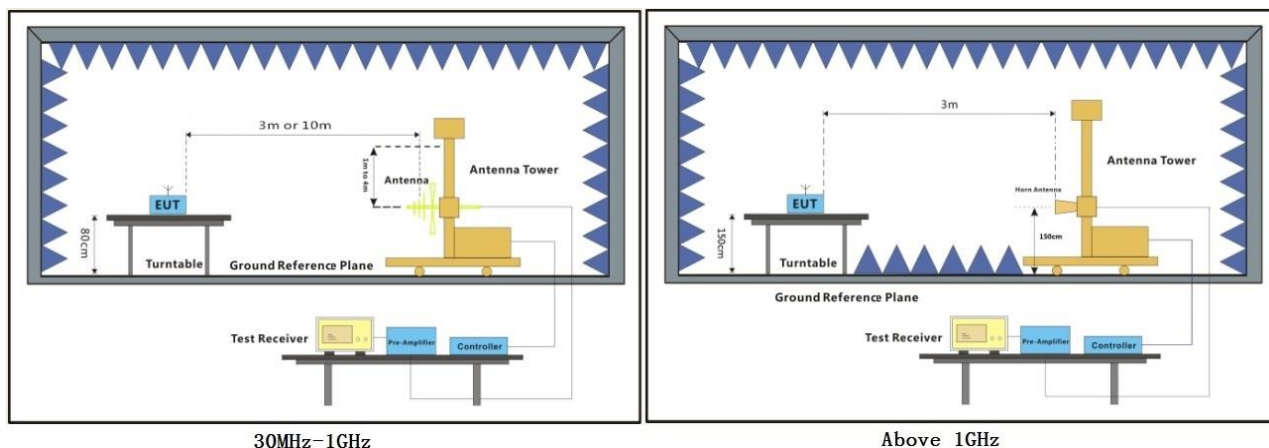 3m or 10m
1m to 4m
Antenna
Antenna Tower
EUT
80cm
Turntable
Ground Reference Plane
Test Receiver
Pre-Amplifier
Controller
30MHz-1GHz
3m
Antenna Tower
Horn Antenna
EUT
150cm
150cm
Turntable
Ground Reference Plane
Test Receiver
Pre-Amplifier
Controller
Above 1GHz